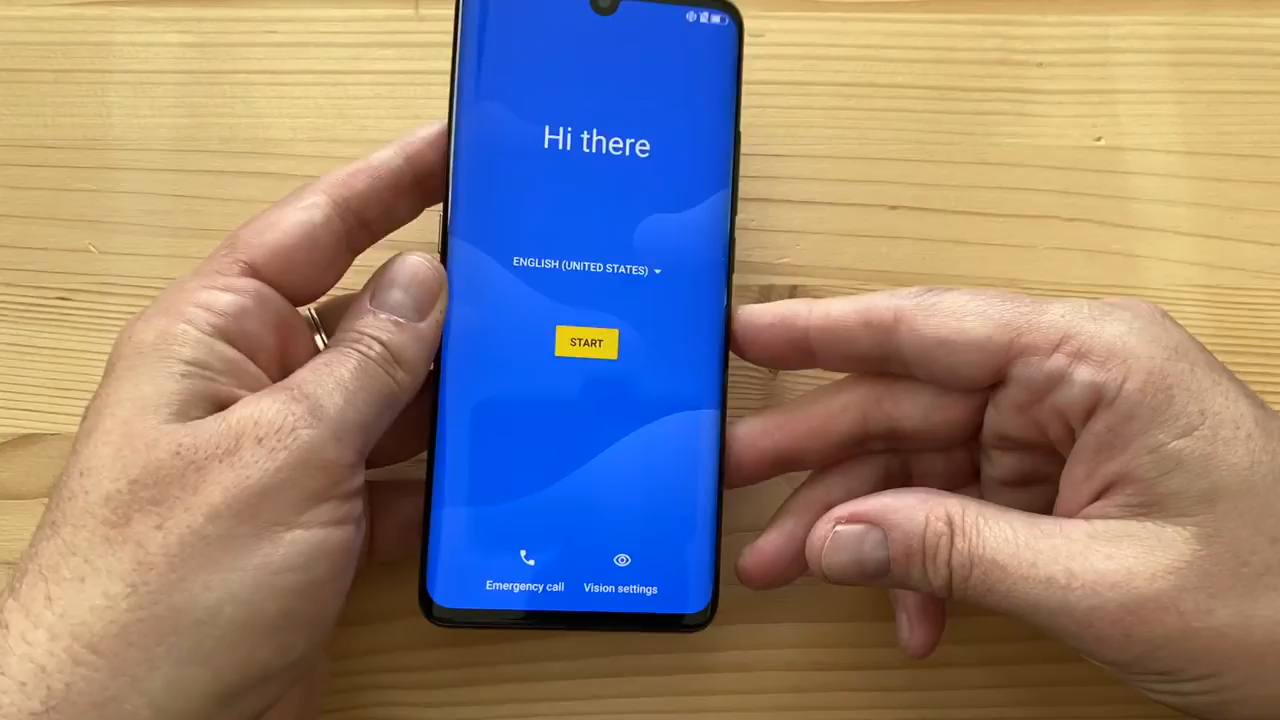 Hi there
ENGLISH (UNITED STATES)
START
Emergency call
Vision settings